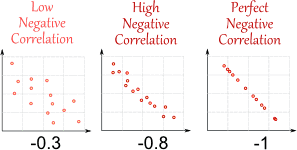 Low
Negative
Correlation
High
Negative
Correlation
Perfect
Negative
Correlation
-0.3
-0.8
-1